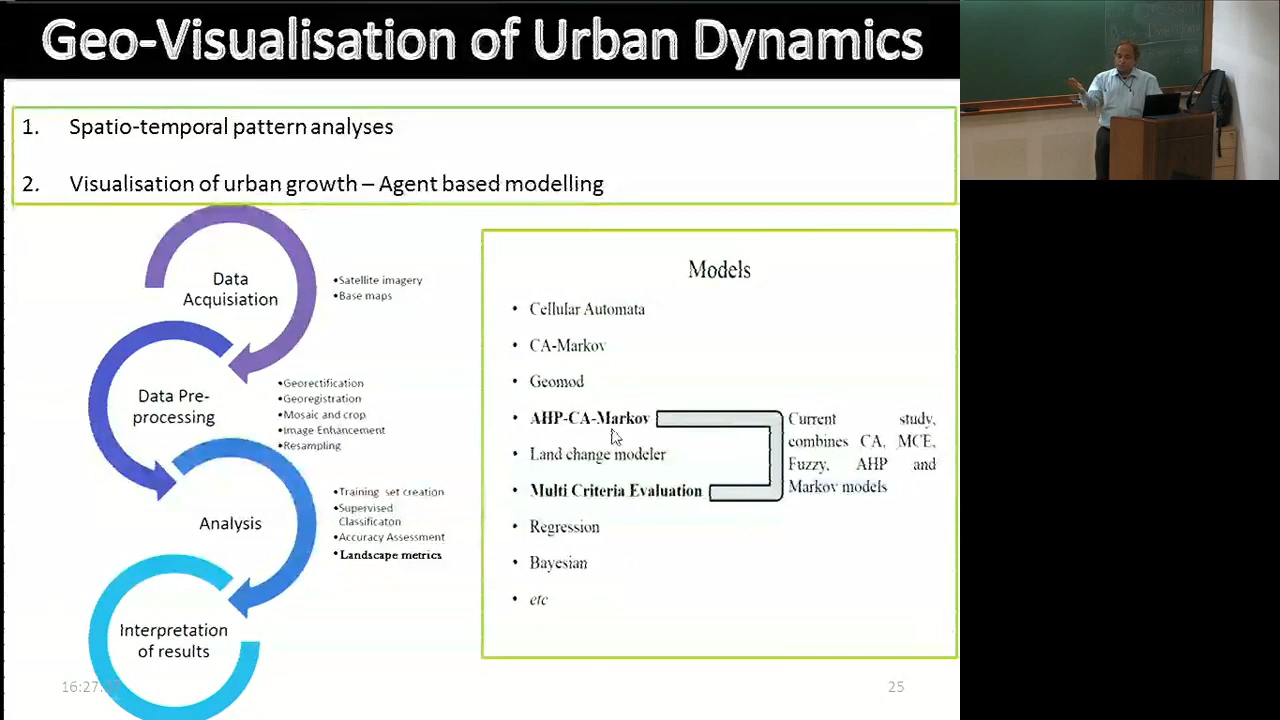 Geo-Visualisation of Urban Dynamics
1. Spatio-temporal pattern analyses
2. Visualisation of urban growth – Agent based modelling
Data
Acquisiation
•Satellite imagery
•Base maps
Data Pre-
processing
•Georectification
•Georegistration
•Mosaic and crop
•Image Enhancement
•Resampling
Analysis
•Training set creation
•Supervised
Classificaton
•Accuracy Assessment
•Landscape metrics
Interpretation
of results
Models
• Cellular Automata
• CA-Markov
• Geomod
• AHP-CA-Markov
• Land change modeler
• Multi Criteria Evaluation
• Regression
• Bayesian
• etc
Current study,
combines CA, MCE,
Fuzzy, AHP and
Markov models
16:27
25